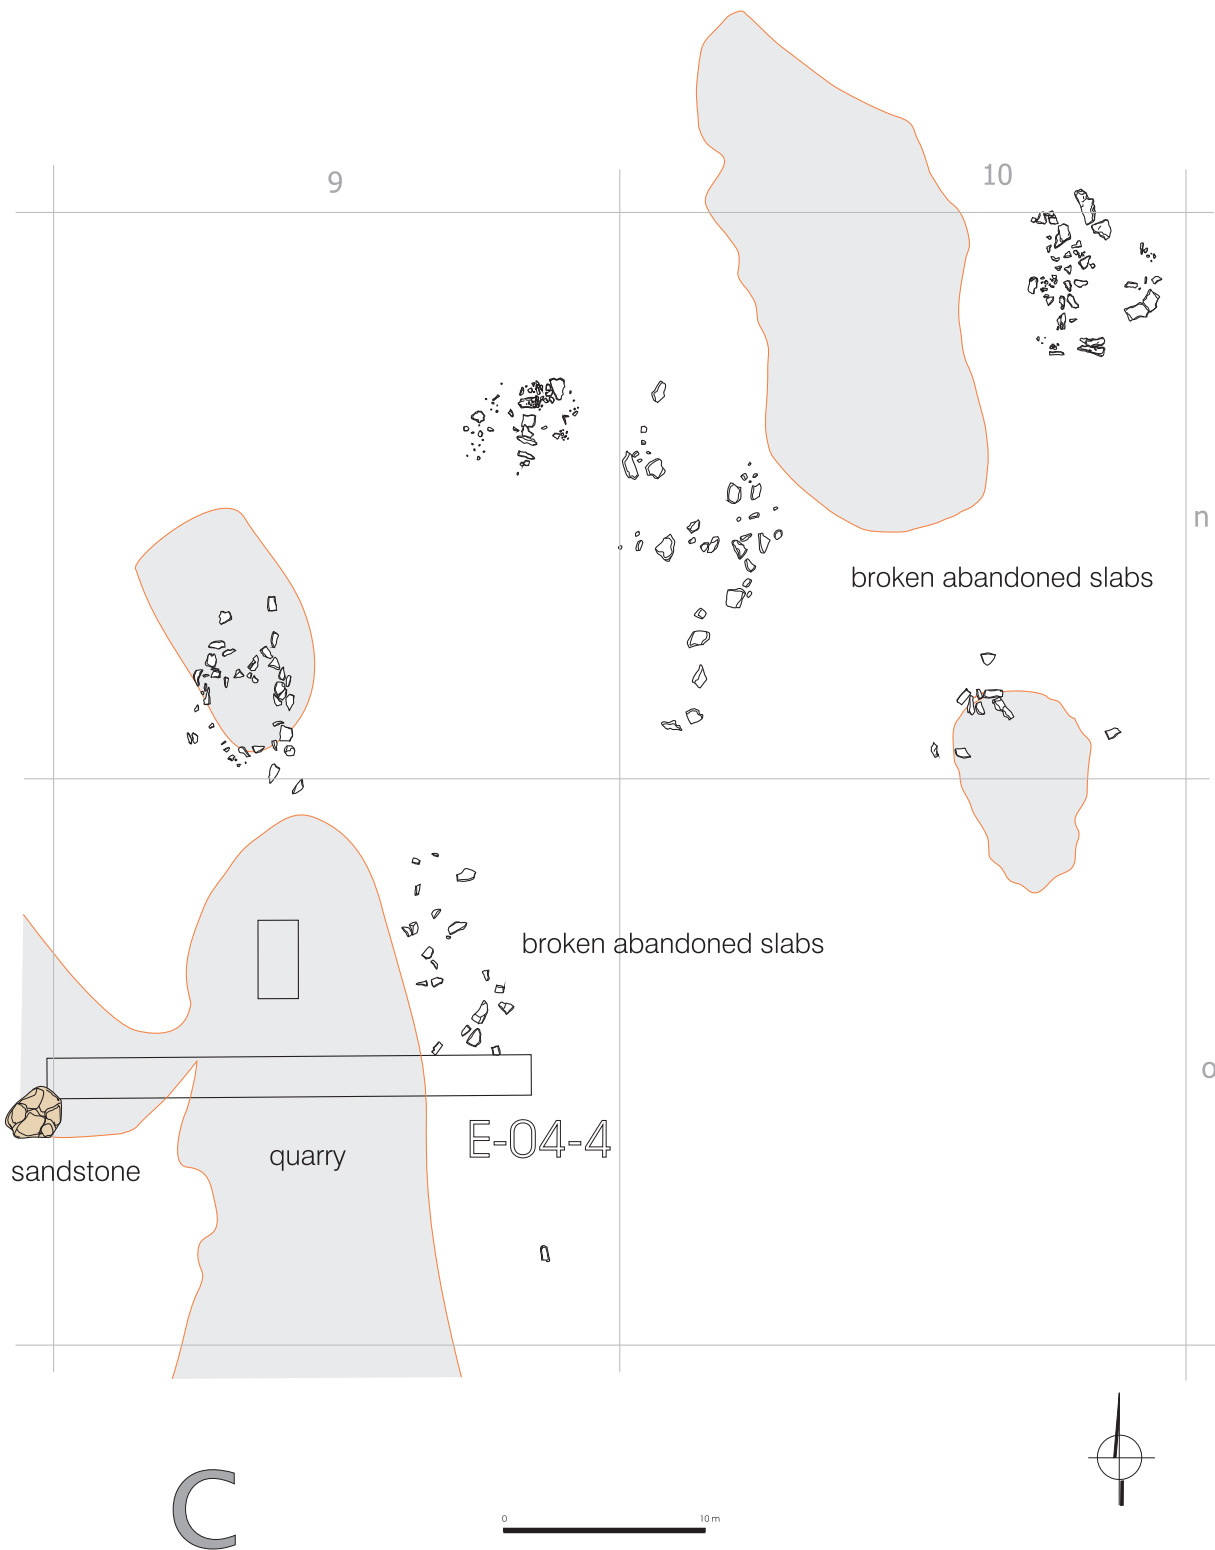 9
10
n
broken abandoned slabs
broken abandoned slabs
o
E-04-4
quarry
sandstone
C
0
10 m